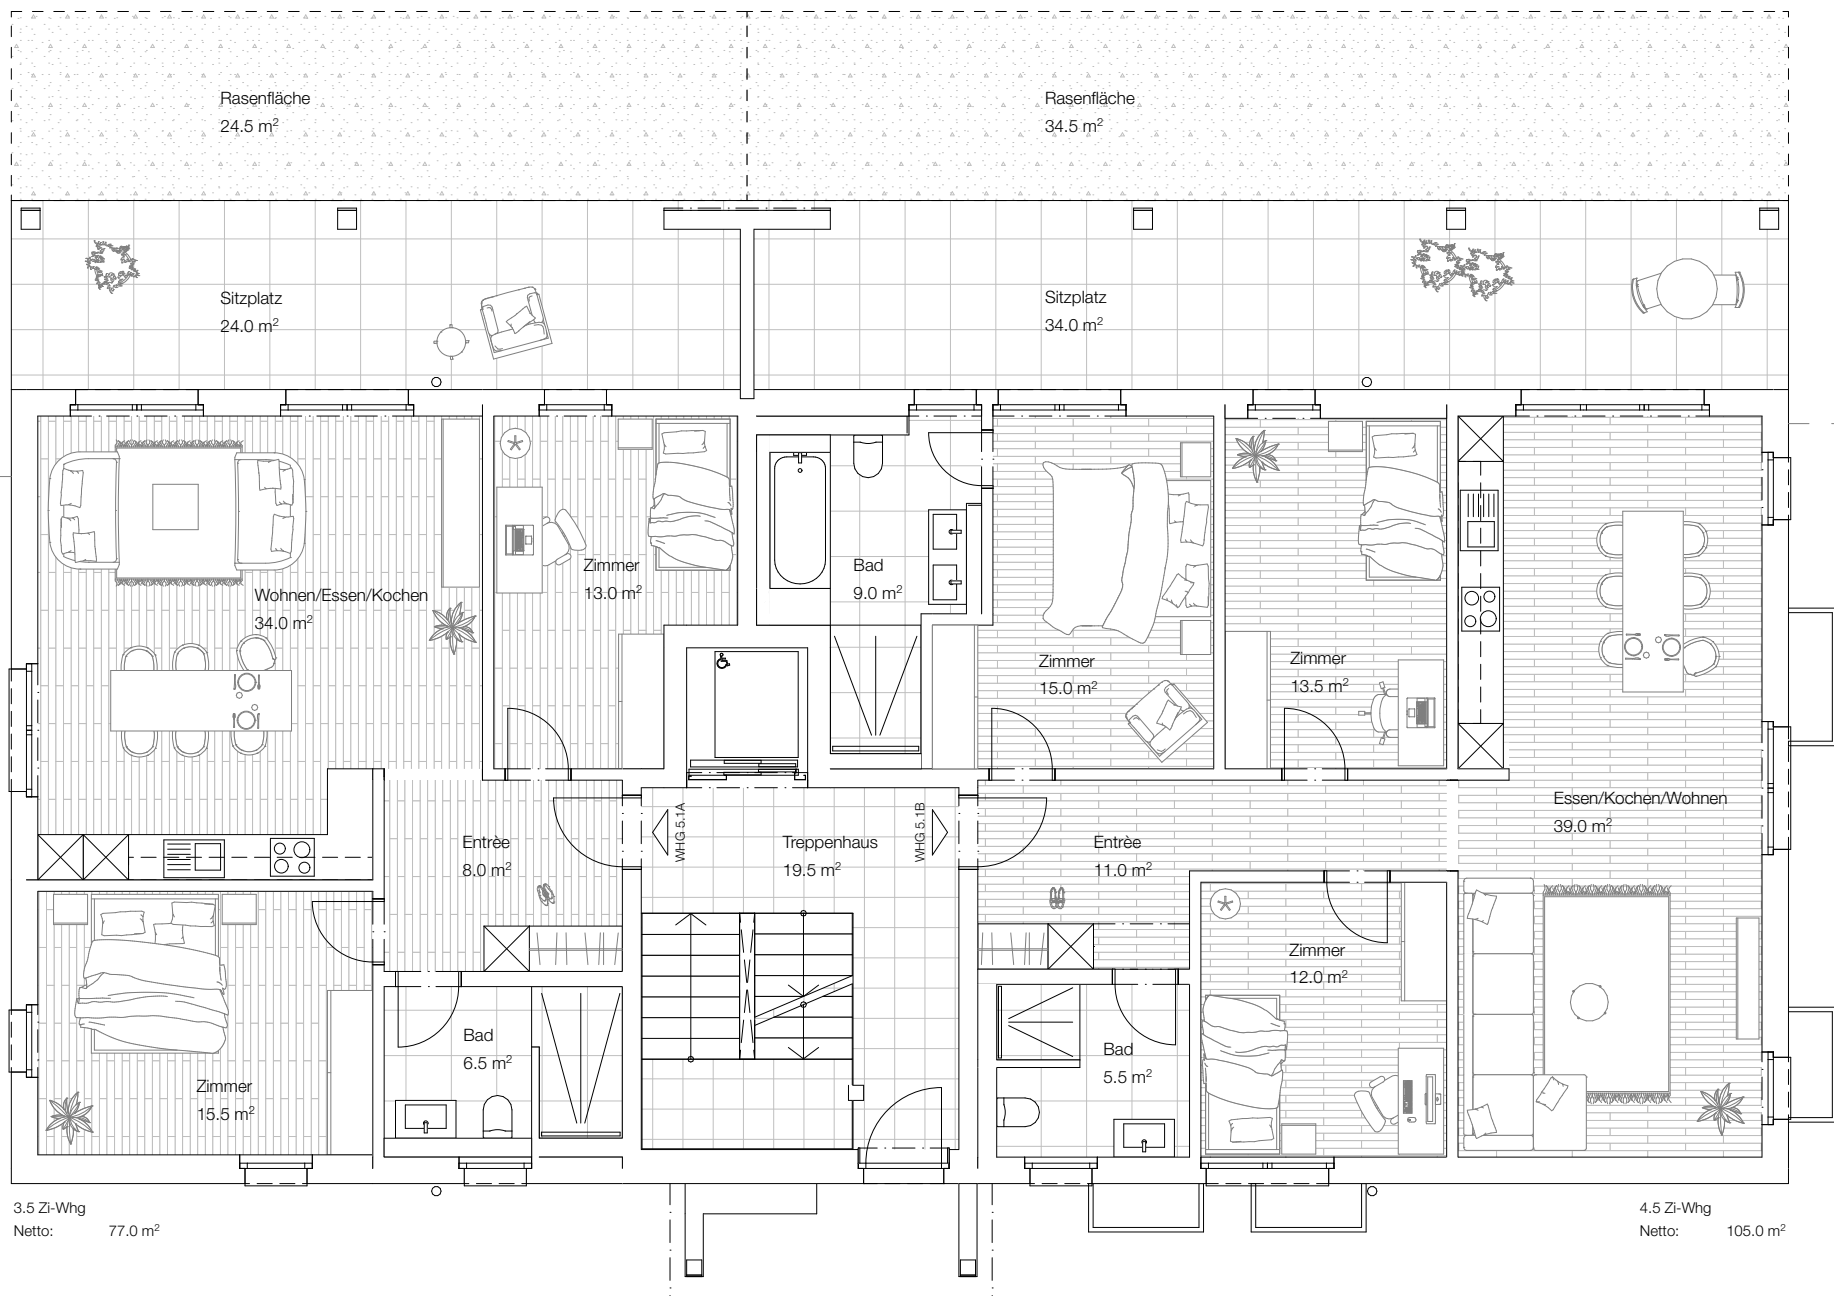 Rasenfläche
24.5 m²
Rasenfläche
34.5 m²
Sitzplatz
24.0 m²
Sitzplatz
34.0 m²
Wohnen/Essen/Kochen
34.0 m²
Zimmer
13.0 m²
Bad
9.0 m²
Zimmer
15.0 m²
Zimmer
13.5 m²
Essen/Kochen/Wohnen
39.0 m²
Entrèe
8.0 m²
WHG 5.1A
Treppenhaus
19.5 m²
WHG 5.1B
Entrèe
11.0 m²
Zimmer
12.0 m²
Bad
6.5 m²
Bad
5.5 m²
Zimmer
15.5 m²
3.5 Zi-Whg
Netto: 77.0 m²
4.5 Zi-Whg
Netto: 105.0 m²